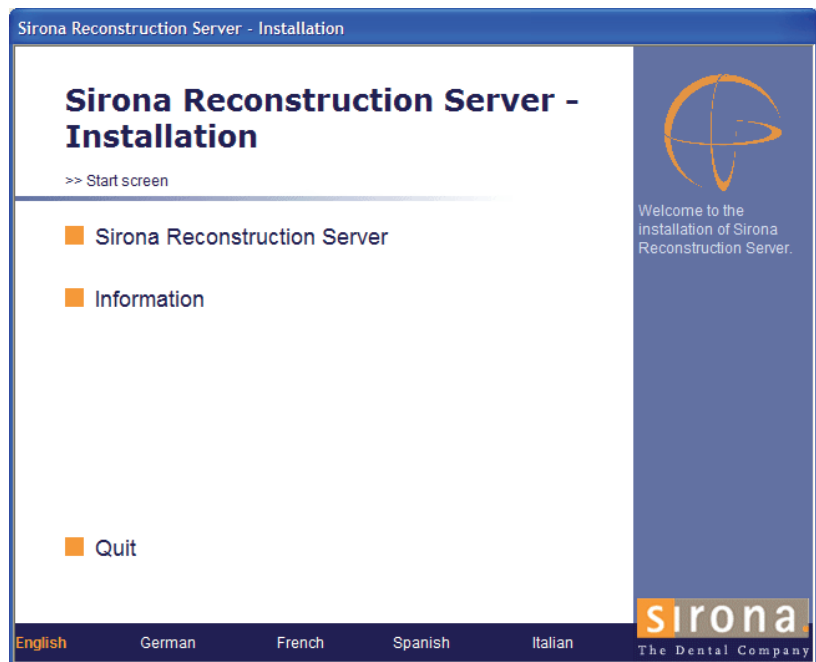 Sirona Reconstruction Server - Installation
Sirona Reconstruction Server -
Installation
>> Start screen
Welcome to the
installation of Sirona
Reconstruction Server.
Sirona Reconstruction Server
Information
Quit
English German French Spanish Italian
sirona.
The Dental Company